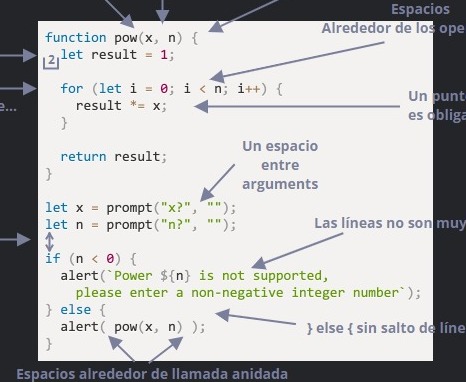 Espacios
Alrededor de los ope
function pow(x, n) {
2
let result = 1;
for (let i = 0; i < n; i++) {
result *= x;
}
Un punt
es obliga
e...
return result;
}
Un espacio
entre
arguments
let x = prompt("x?", "");
let n = prompt("n?", "");
Las líneas no son muy
if (n < 0) {
alert(`Power ${n} is not supported,
please enter a non-negative integer number`);
} else {
} else { sin salto de líne
alert( pow(x, n) );
}
Espacios alrededor de llamada anidada